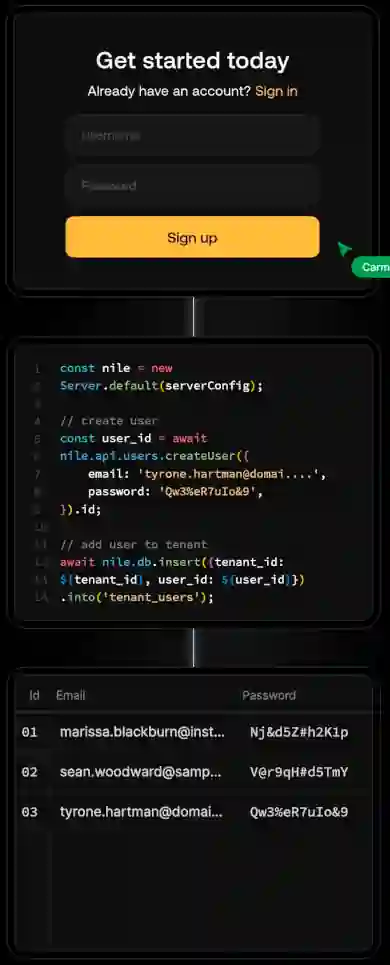 Get started today
Already have an account? Sign in
Username
Password
Sign up
Carm
1 const nile = new
2 Server.default(serverConfig);
3
4 // create user
5 const user_id = await
6 nile.api.users.createUser({
7 email: 'tyrone.hartman@domai....',
8 password: 'Qw3%eR7uIo&9',
9 }).id;
10
11 // add user to tenant
12 await nile.db.insert({tenant_id:
13 ${tenant_id}, user_id: ${user_id}})
14 .into('tenant_users');
Id Email Password
01 marissa.blackburn@inst... Nj&d5Z#h2Kip
02 sean.woodward@samp... V@r9qH#d5TmY
03 tyrone.hartman@domai... Qw3%eR7uIo&9